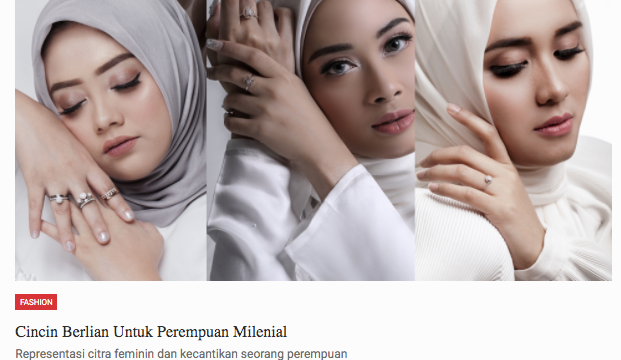 FASHION
Cincin Berlian Untuk Perempuan Milenial
Representasi citra feminin dan kecantikan seorang perempuan